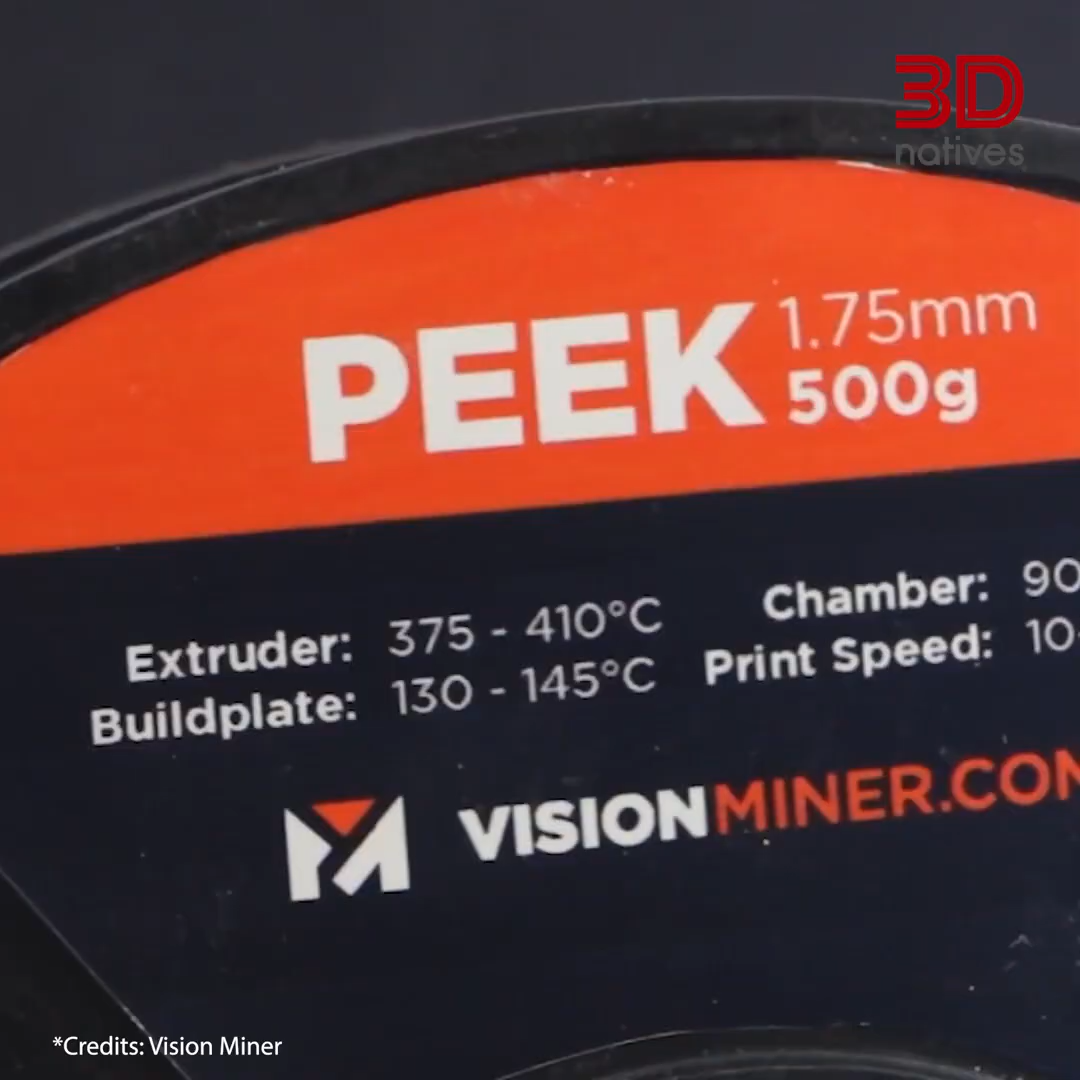 3D
natives
PEEK 1.75mm
500g
Extruder: 375 - 410°C
Buildplate: 130 - 145°C
Chamber: 90
Print Speed: 10
VISIONMINER.COM
*Credits: Vision Miner